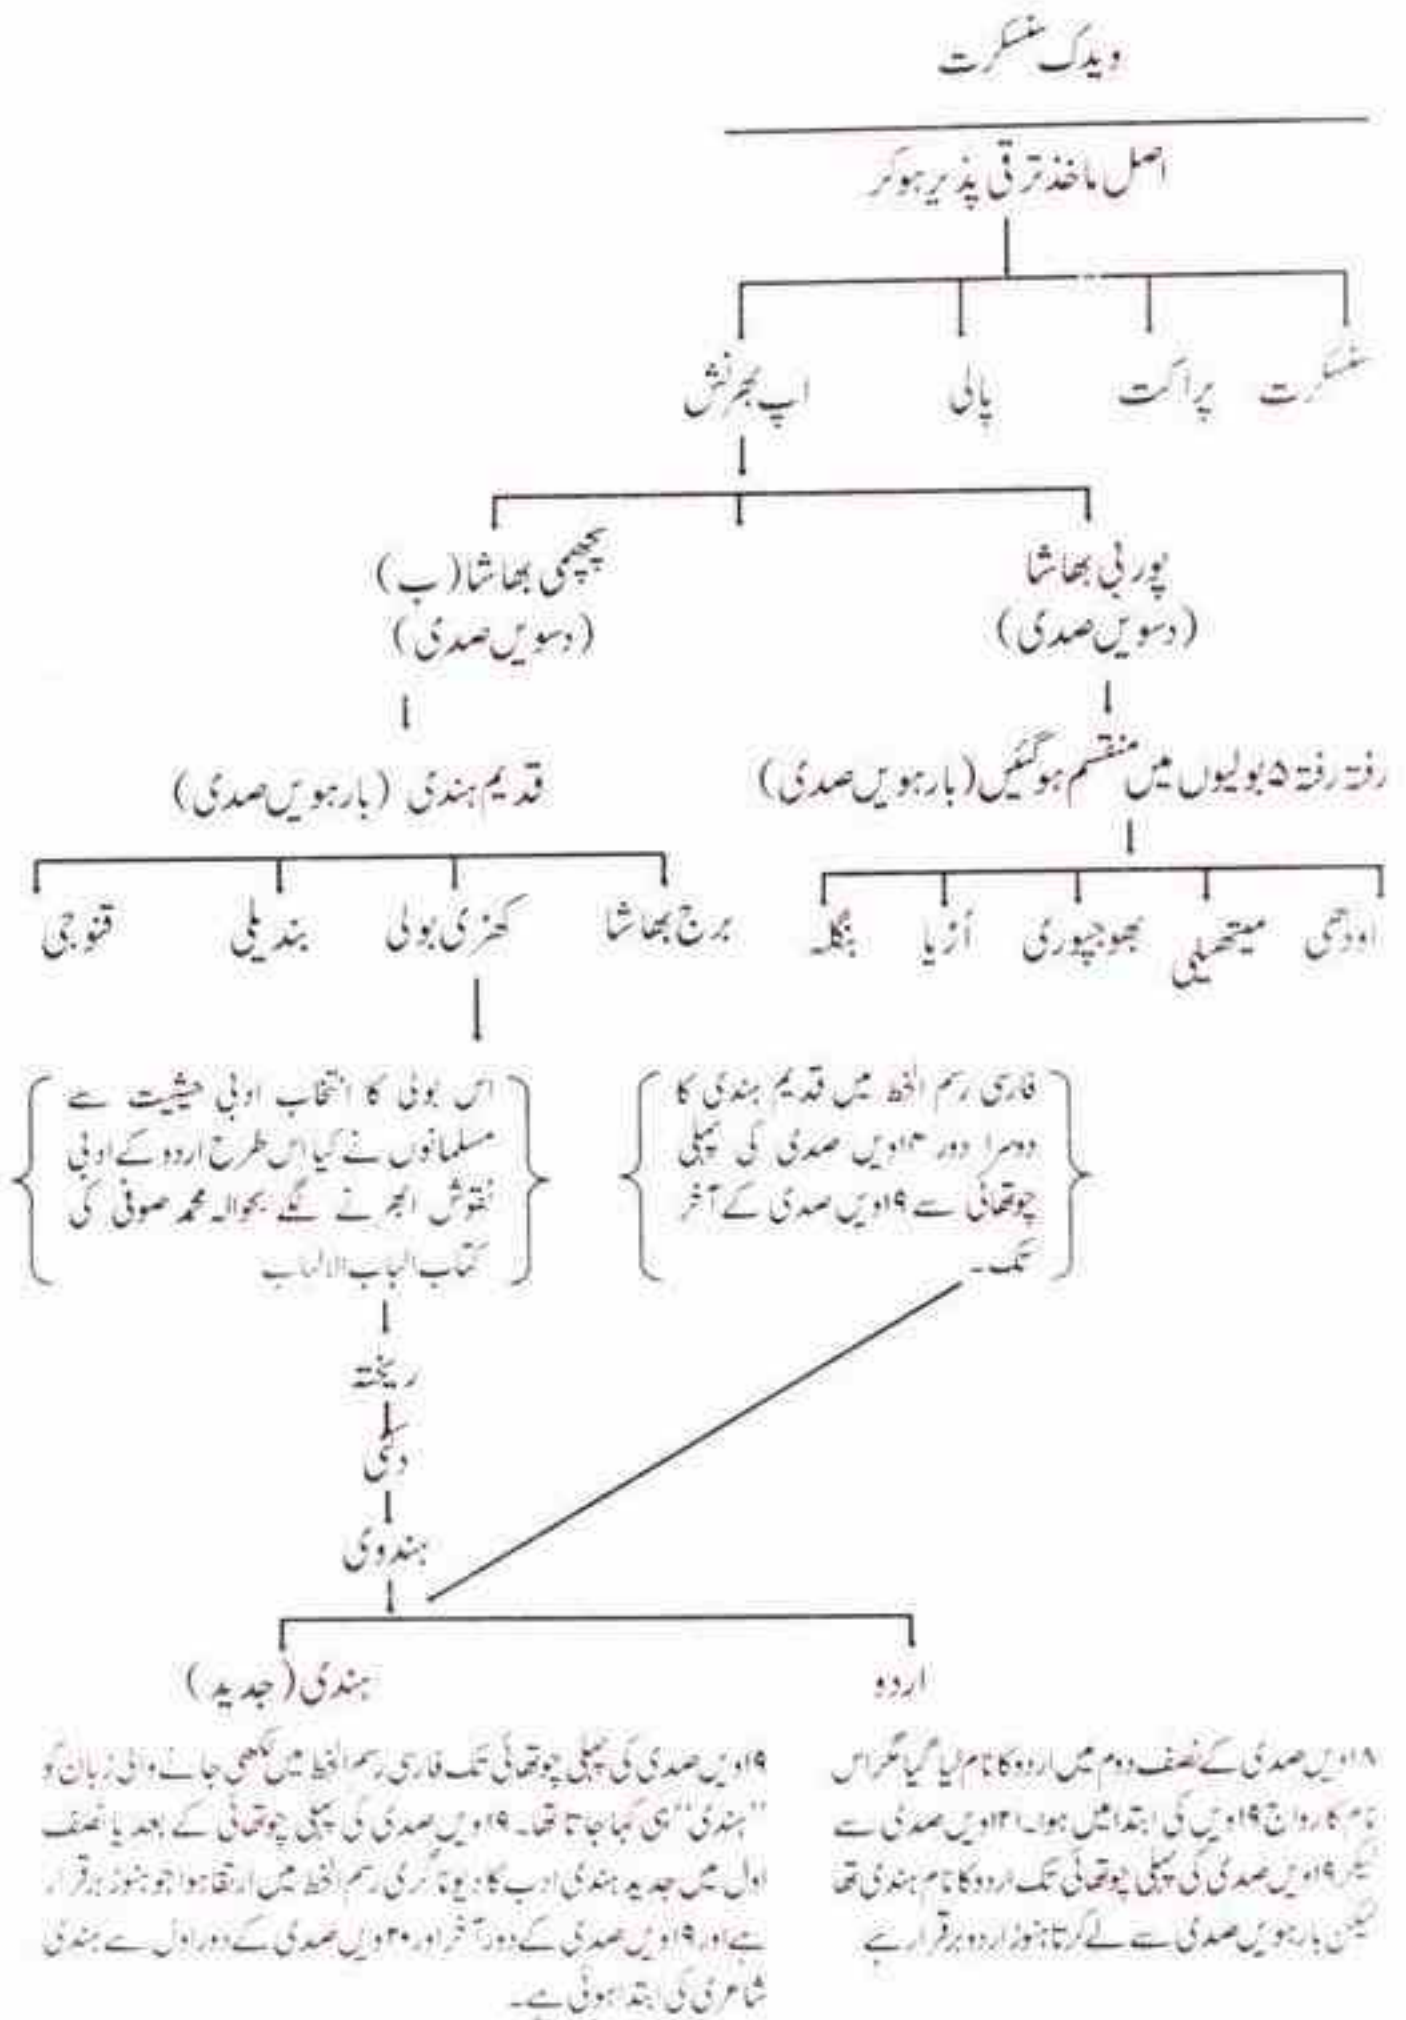 ویدک سنسکرت
اصل ماخذ ترقی پذیر ہوکر
سنسکرت پراکت پالی اپ بھرنش
پوربی بھاشا
(دسویں صدی)
پچھمی بھاشا (ب)
(دسویں صدی)
رفتہ رفتہ ۵ بولیوں میں منقسم ہوگئیں (بارہویں صدی)
قدیم ہندی (بارہویں صدی)
اودھی میتھیلی بھوجپوری اُڑیا بنگلہ
برج بھاشا کھڑی بولی بندیلی قنوجی
فارسی رسم الخط میں قدیم ہندی کا
دوسرا دور ۱۳ویں صدی کی پہلی
چوتھائی سے ۱۹ویں صدی کے آخر
تک۔
اس بولی کا انتخاب ادبی حیثیت سے
مسلمانوں نے کیا اس طرح اردو کے ادبی
نقوش ابھرنے لگے بحوالہ محمد صوفی کی
کتاب الباب الالباب
ریختہ
دکنی
ہندوی
اردو
ہندی (جدید)
۱۸ویں صدی کے نصف دوم میں اردو کا نام لیا گیا مگر اس
نام کا رواج ۱۹ویں کی ابتدا میں ہوا۔ ۱۲ویں صدی سے
لیکر ۱۹ویں صدی کی پہلی چوتھائی تک اردو کا نام ہندی تھا
لیکن بارہویں صدی سے لے کر تا ہنوز اردو برقرار ہے
۱۹ویں صدی کی پہلی چوتھائی تک فارسی رسم الخط میں لکھی جانے والی زبان کو
''ہندی'' ہی کہا جاتا تھا۔ ۱۹ویں صدی کی پہلی چوتھائی کے بعد یا نصف
اول میں جدید ہندی ادب کا دیوناگری رسم الخط میں ارتقا ہوا جو ہنوز برقرار
ہے اور ۱۹ویں صدی کے دور آخر اور ۲۰ویں صدی کے دور اول سے ہندی
شاعری کی ابتدا ہوئی ہے۔